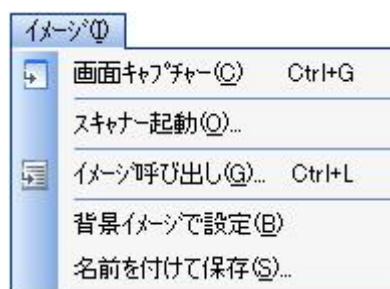 イメージ(I)
画面キャプチャー(C) Ctrl+G
スキャナー起動(O)...
イメージ呼び出し(G)... Ctrl+L
背景イメージで設定(B)
名前を付けて保存(S)...